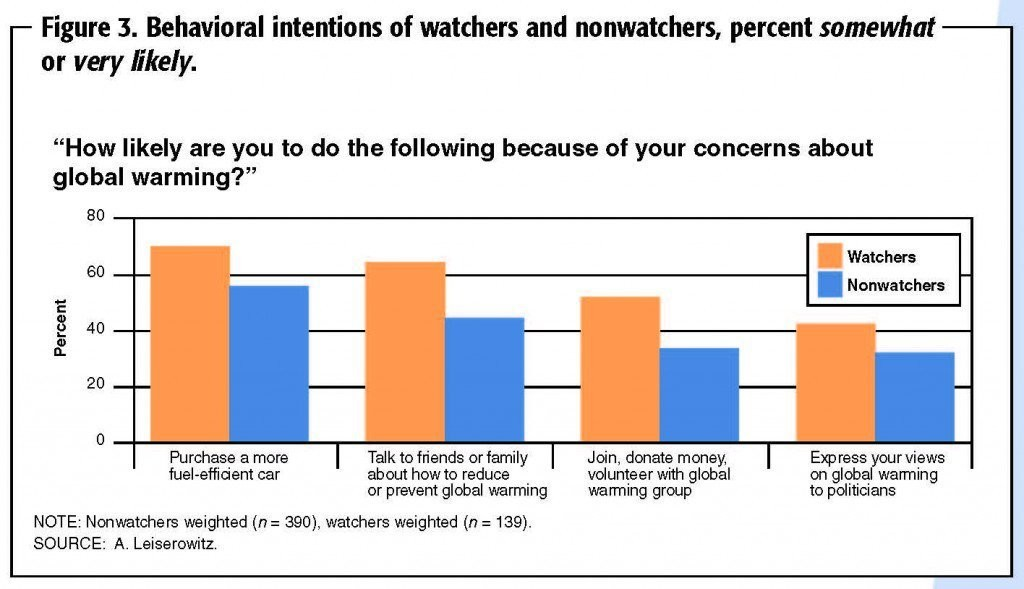 Figure 3. Behavioral intentions of watchers and nonwatchers, percent somewhat
or very likely.
“How likely are you to do the following because of your concerns about
global warming?”
80
60
40
20
0
Percent
Watchers
Nonwatchers
Purchase a more
fuel-efficient car
Talk to friends or family
about how to reduce
or prevent global warming
Join, donate money,
volunteer with global
warming group
Express your views
on global warming
to politicians
NOTE: Nonwatchers weighted (n = 390), watchers weighted (n = 139).
SOURCE: A. Leiserowitz.